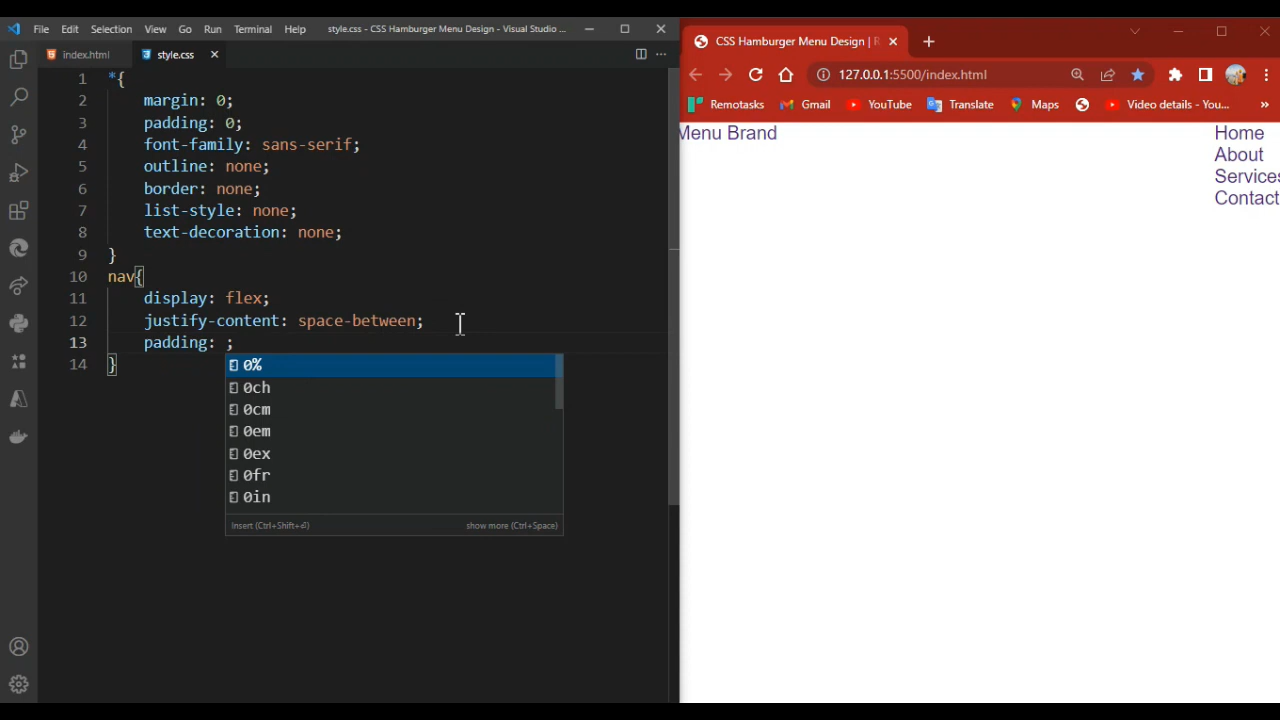 File Edit Selection View Go Run Terminal Help style.css - CSS Hamburger Menu Design - Visual Studio ...
index.html style.css
1 *{
2 margin: 0;
3 padding: 0;
4 font-family: sans-serif;
5 outline: none;
6 border: none;
7 list-style: none;
8 text-decoration: none;
9 }
10 nav{
11 display: flex;
12 justify-content: space-between;
13 padding: ;
14 }
0%
0ch
0cm
0em
0ex
0fr
0in
Insert (Ctrl+Shift+⏎) show more (Ctrl+Space)
CSS Hamburger Menu Design | R
127.0.0.1:5500/index.html
Remotasks Gmail YouTube Translate Maps Video details - You... »
Menu Brand
Home
About
Services
Contact